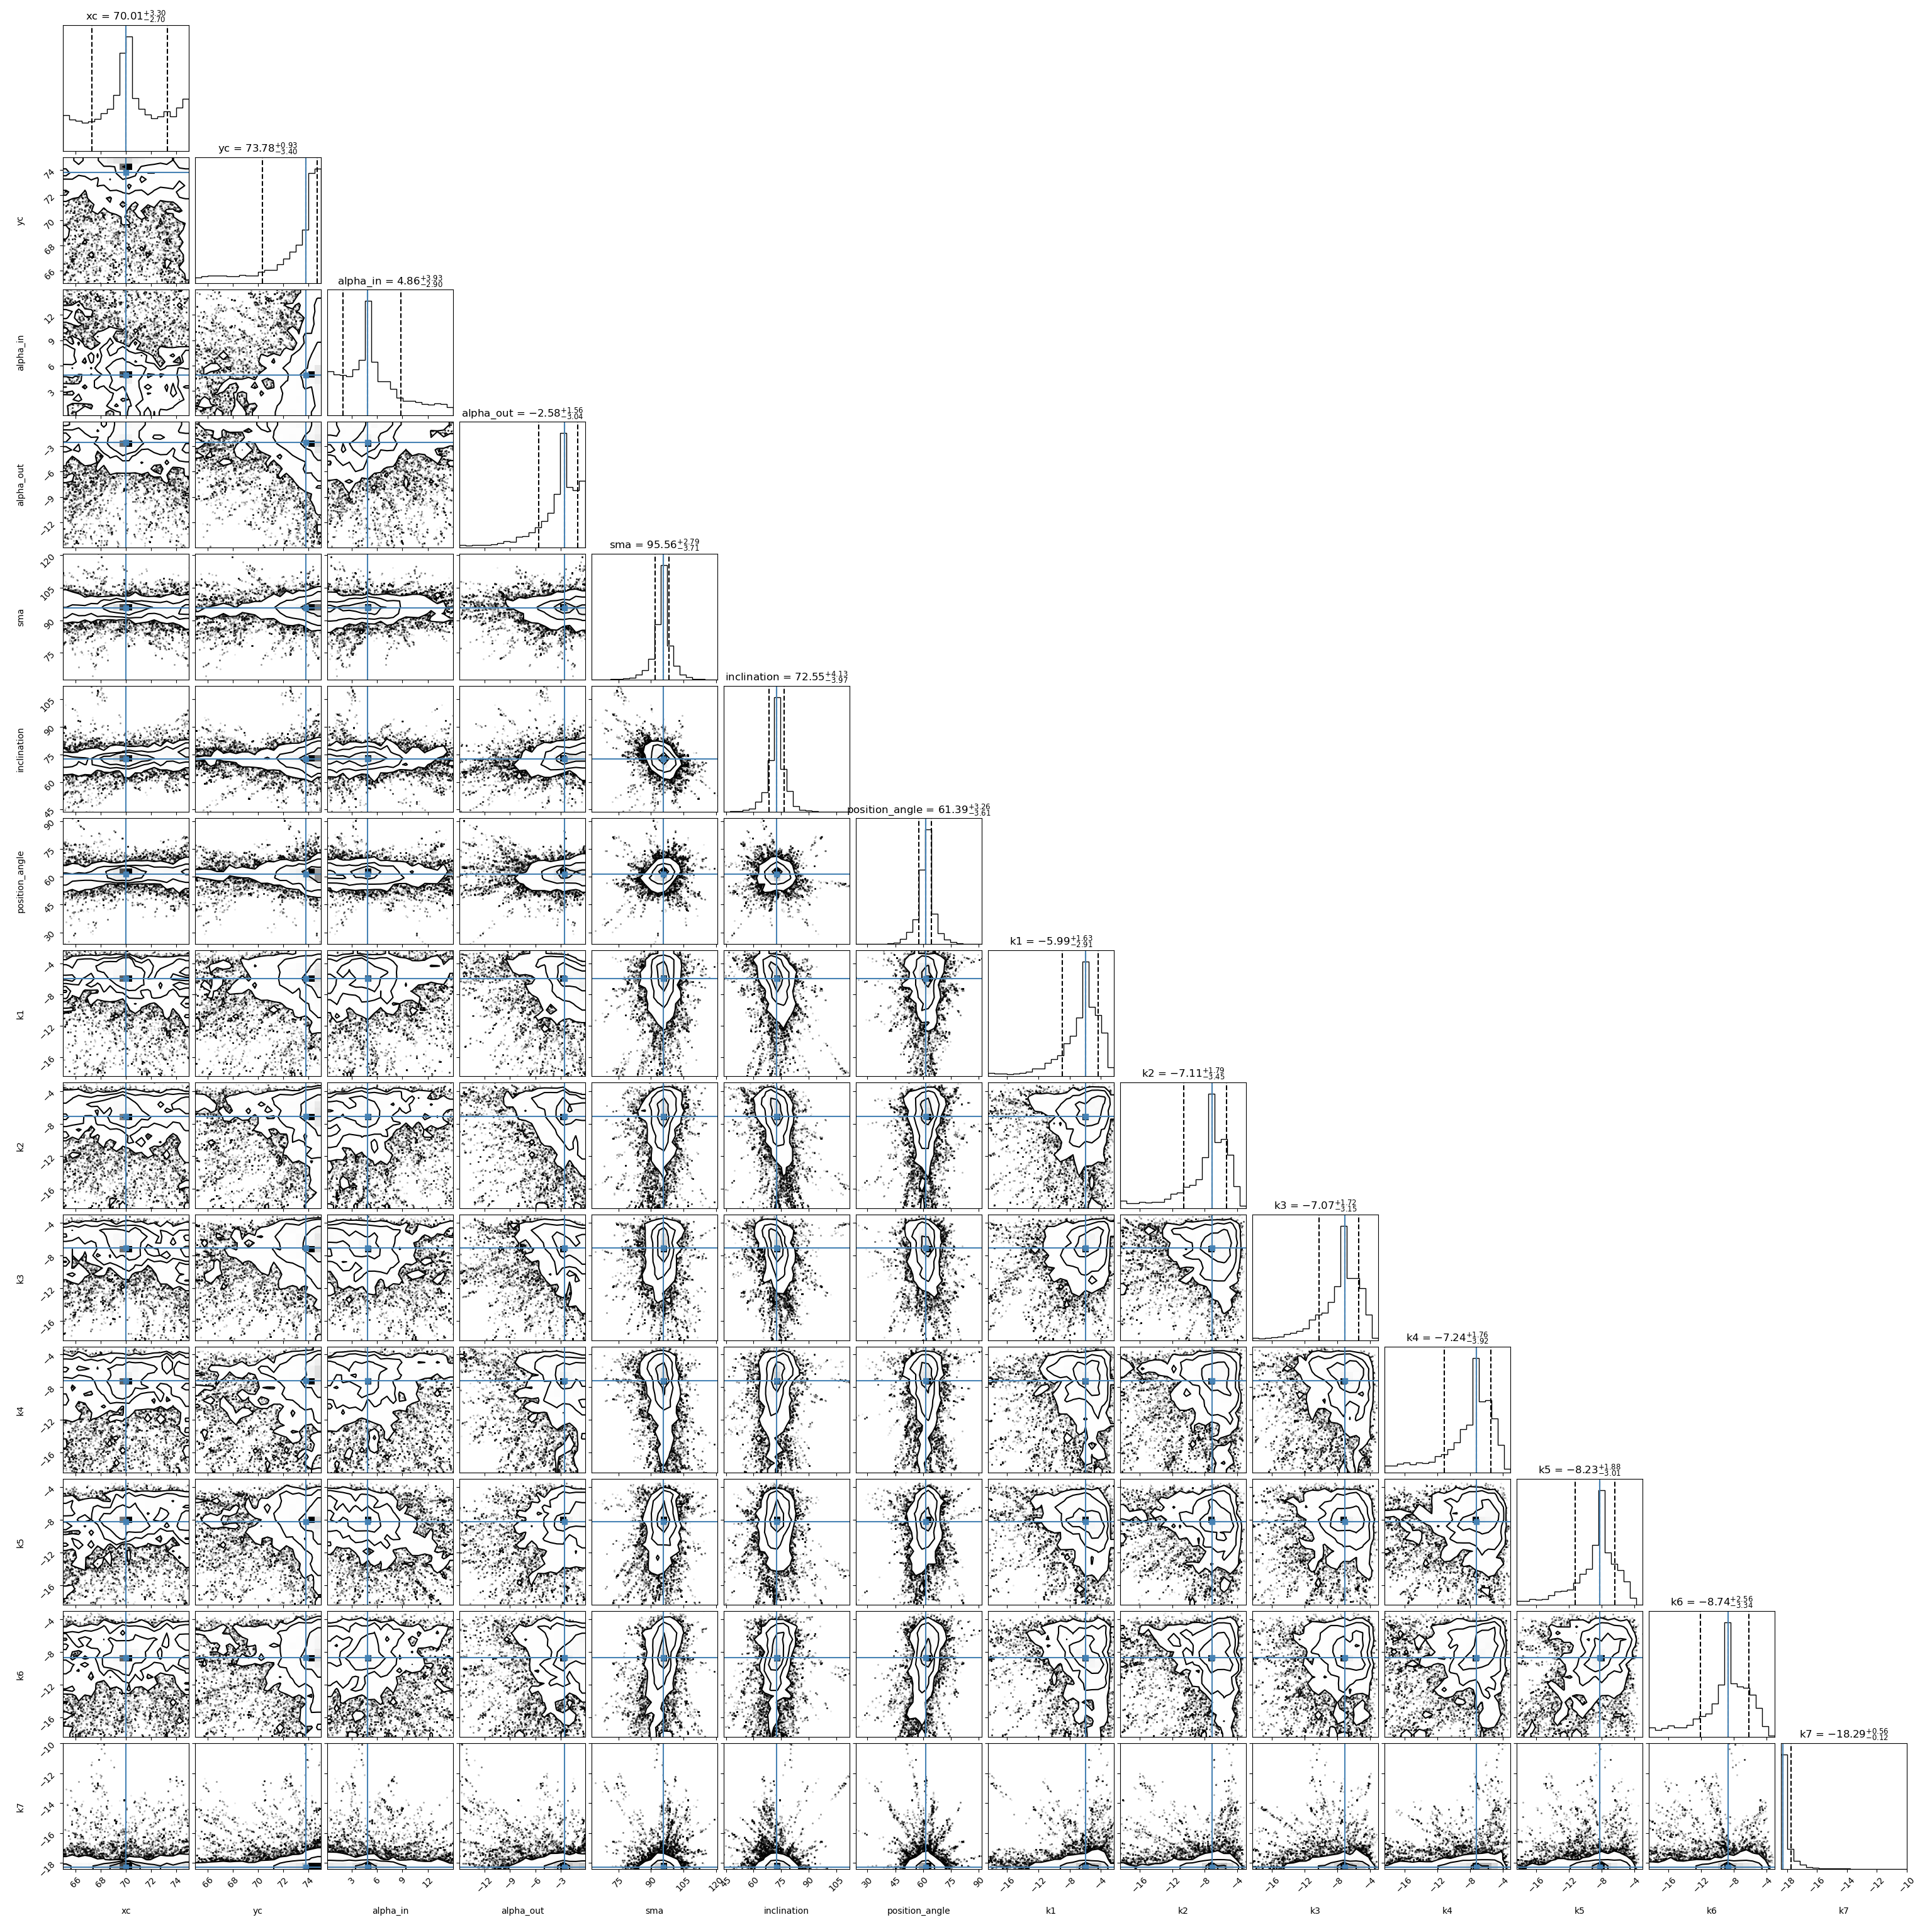 xc = 70.01+3.30−2.70
yc = 73.78+0.93−3.40
74
72
70
68
66
yc
alpha_in = 4.86+3.93−2.90
12
9
6
3
alpha_in
alpha_out = −2.58+1.56−3.04
−3
−6
−9
−12
alpha_out
sma = 95.56+2.79−3.71
120
105
90
75
sma
inclination = 72.55+4.13−3.97
105
90
75
60
45
inclination
position_angle = 61.39+3.26−3.61
90
75
60
45
30
position_angle
k1 = −5.99+1.63−2.91
−4
−8
−12
−16
k1
k2 = −7.11+1.79−3.45
−4
−8
−12
−16
k2
k3 = −7.07+1.72−3.15
−4
−8
−12
−16
k3
k4 = −7.24+1.76−3.92
−4
−8
−12
−16
k4
k5 = −8.23+1.88−3.01
−4
−8
−12
−16
k5
k6 = −8.74+2.56−3.34
−4
−8
−12
−16
k6
k7 = −18.29+0.56−0.12
−10
−12
−14
−16
−18
k7
66 68 70 72 74 66 68 70 72 74 3 6 9 12 −12 −9 −6 −3 75 90 105 120 45 60 75 90 105 30 45 60 75 90 −16 −12 −8 −4 −16 −12 −8 −4 −16 −12 −8 −4 −16 −12 −8 −4 −16 −12 −8 −4 −16 −12 −8 −4 −18 −16 −14 −12 −10
xc yc alpha_in alpha_out sma inclination position_angle k1 k2 k3 k4 k5 k6 k7